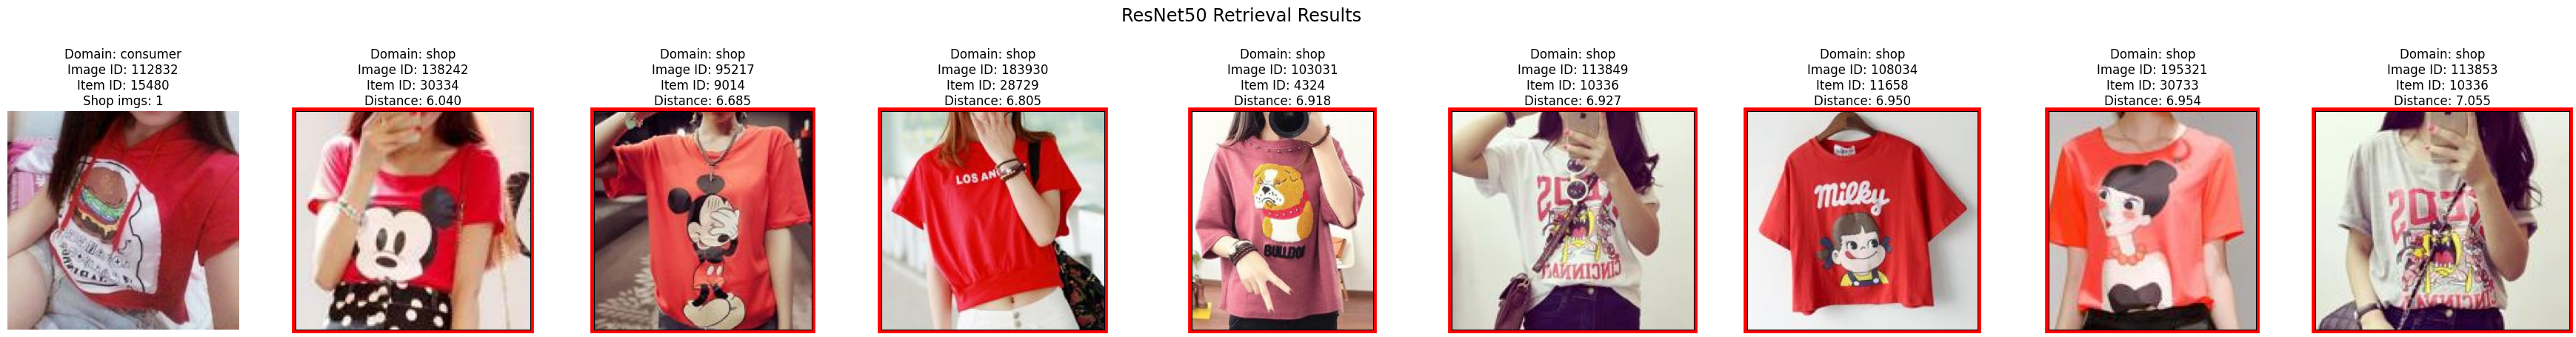 ResNet50 Retrieval Results
Domain: consumer
Image ID: 112832
Item ID: 15480
Shop imgs: 1
Domain: shop
Image ID: 138242
Item ID: 30334
Distance: 6.040
Domain: shop
Image ID: 95217
Item ID: 9014
Distance: 6.685
Domain: shop
Image ID: 183930
Item ID: 28729
Distance: 6.805
LOS AN
Domain: shop
Image ID: 103031
Item ID: 4324
Distance: 6.918
BULLDO
Domain: shop
Image ID: 113849
Item ID: 10336
Distance: 6.927
CINCINNAT
Domain: shop
Image ID: 108034
Item ID: 11658
Distance: 6.950
Milky
Domain: shop
Image ID: 195321
Item ID: 30733
Distance: 6.954
Domain: shop
Image ID: 113853
Item ID: 10336
Distance: 7.055
CINCINNAT